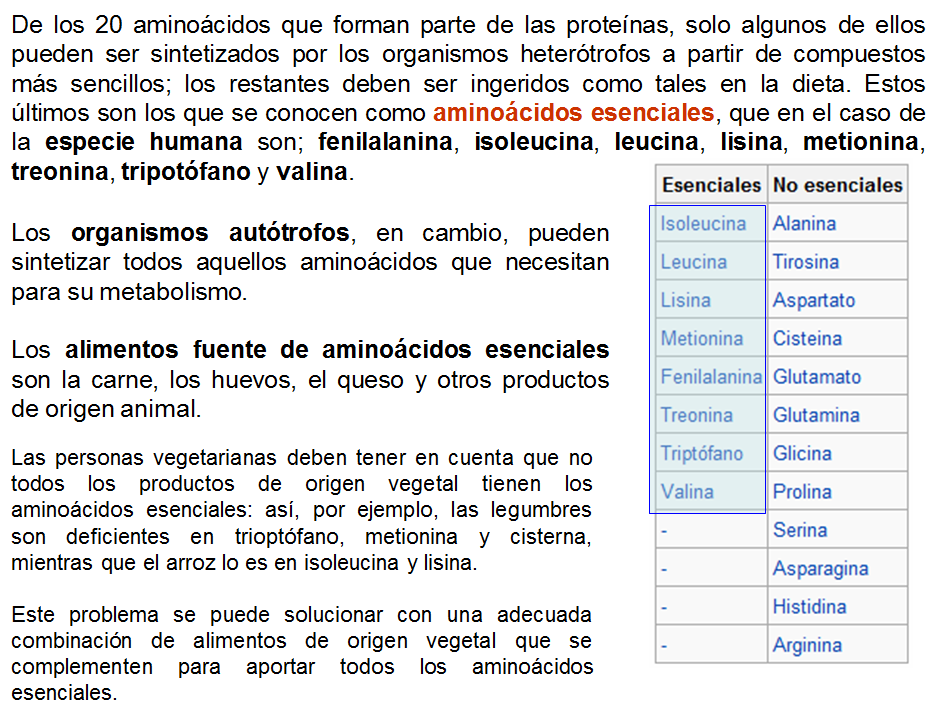 De los 20 aminoácidos que forman parte de las proteínas, solo algunos de ellos
pueden ser sintetizados por los organismos heterótrofos a partir de compuestos
más sencillos; los restantes deben ser ingeridos como tales en la dieta. Estos
últimos son los que se conocen como aminoácidos esenciales, que en el caso de
la especie humana son; fenilalanina, isoleucina, leucina, lisina, metionina,
treonina, tripotófano y valina.
Los organismos autótrofos, en cambio, pueden
sintetizar todos aquellos aminoácidos que necesitan
para su metabolismo.
Los alimentos fuente de aminoácidos esenciales
son la carne, los huevos, el queso y otros productos
de origen animal.
Las personas vegetarianas deben tener en cuenta que no
todos los productos de origen vegetal tienen los
aminoácidos esenciales: así, por ejemplo, las legumbres
son deficientes en trioptófano, metionina y cisterna,
mientras que el arroz lo es en isoleucina y lisina.
Este problema se puede solucionar con una adecuada
combinación de alimentos de origen vegetal que se
complementen para aportar todos los aminoácidos
esenciales.
Esenciales No esenciales
Isoleucina Alanina
Leucina Tirosina
Lisina Aspartato
Metionina Cisteina
Fenilalanina Glutamato
Treonina Glutamina
Triptófano Glicina
Valina Prolina
- Serina
- Asparagina
- Histidina
- Arginina